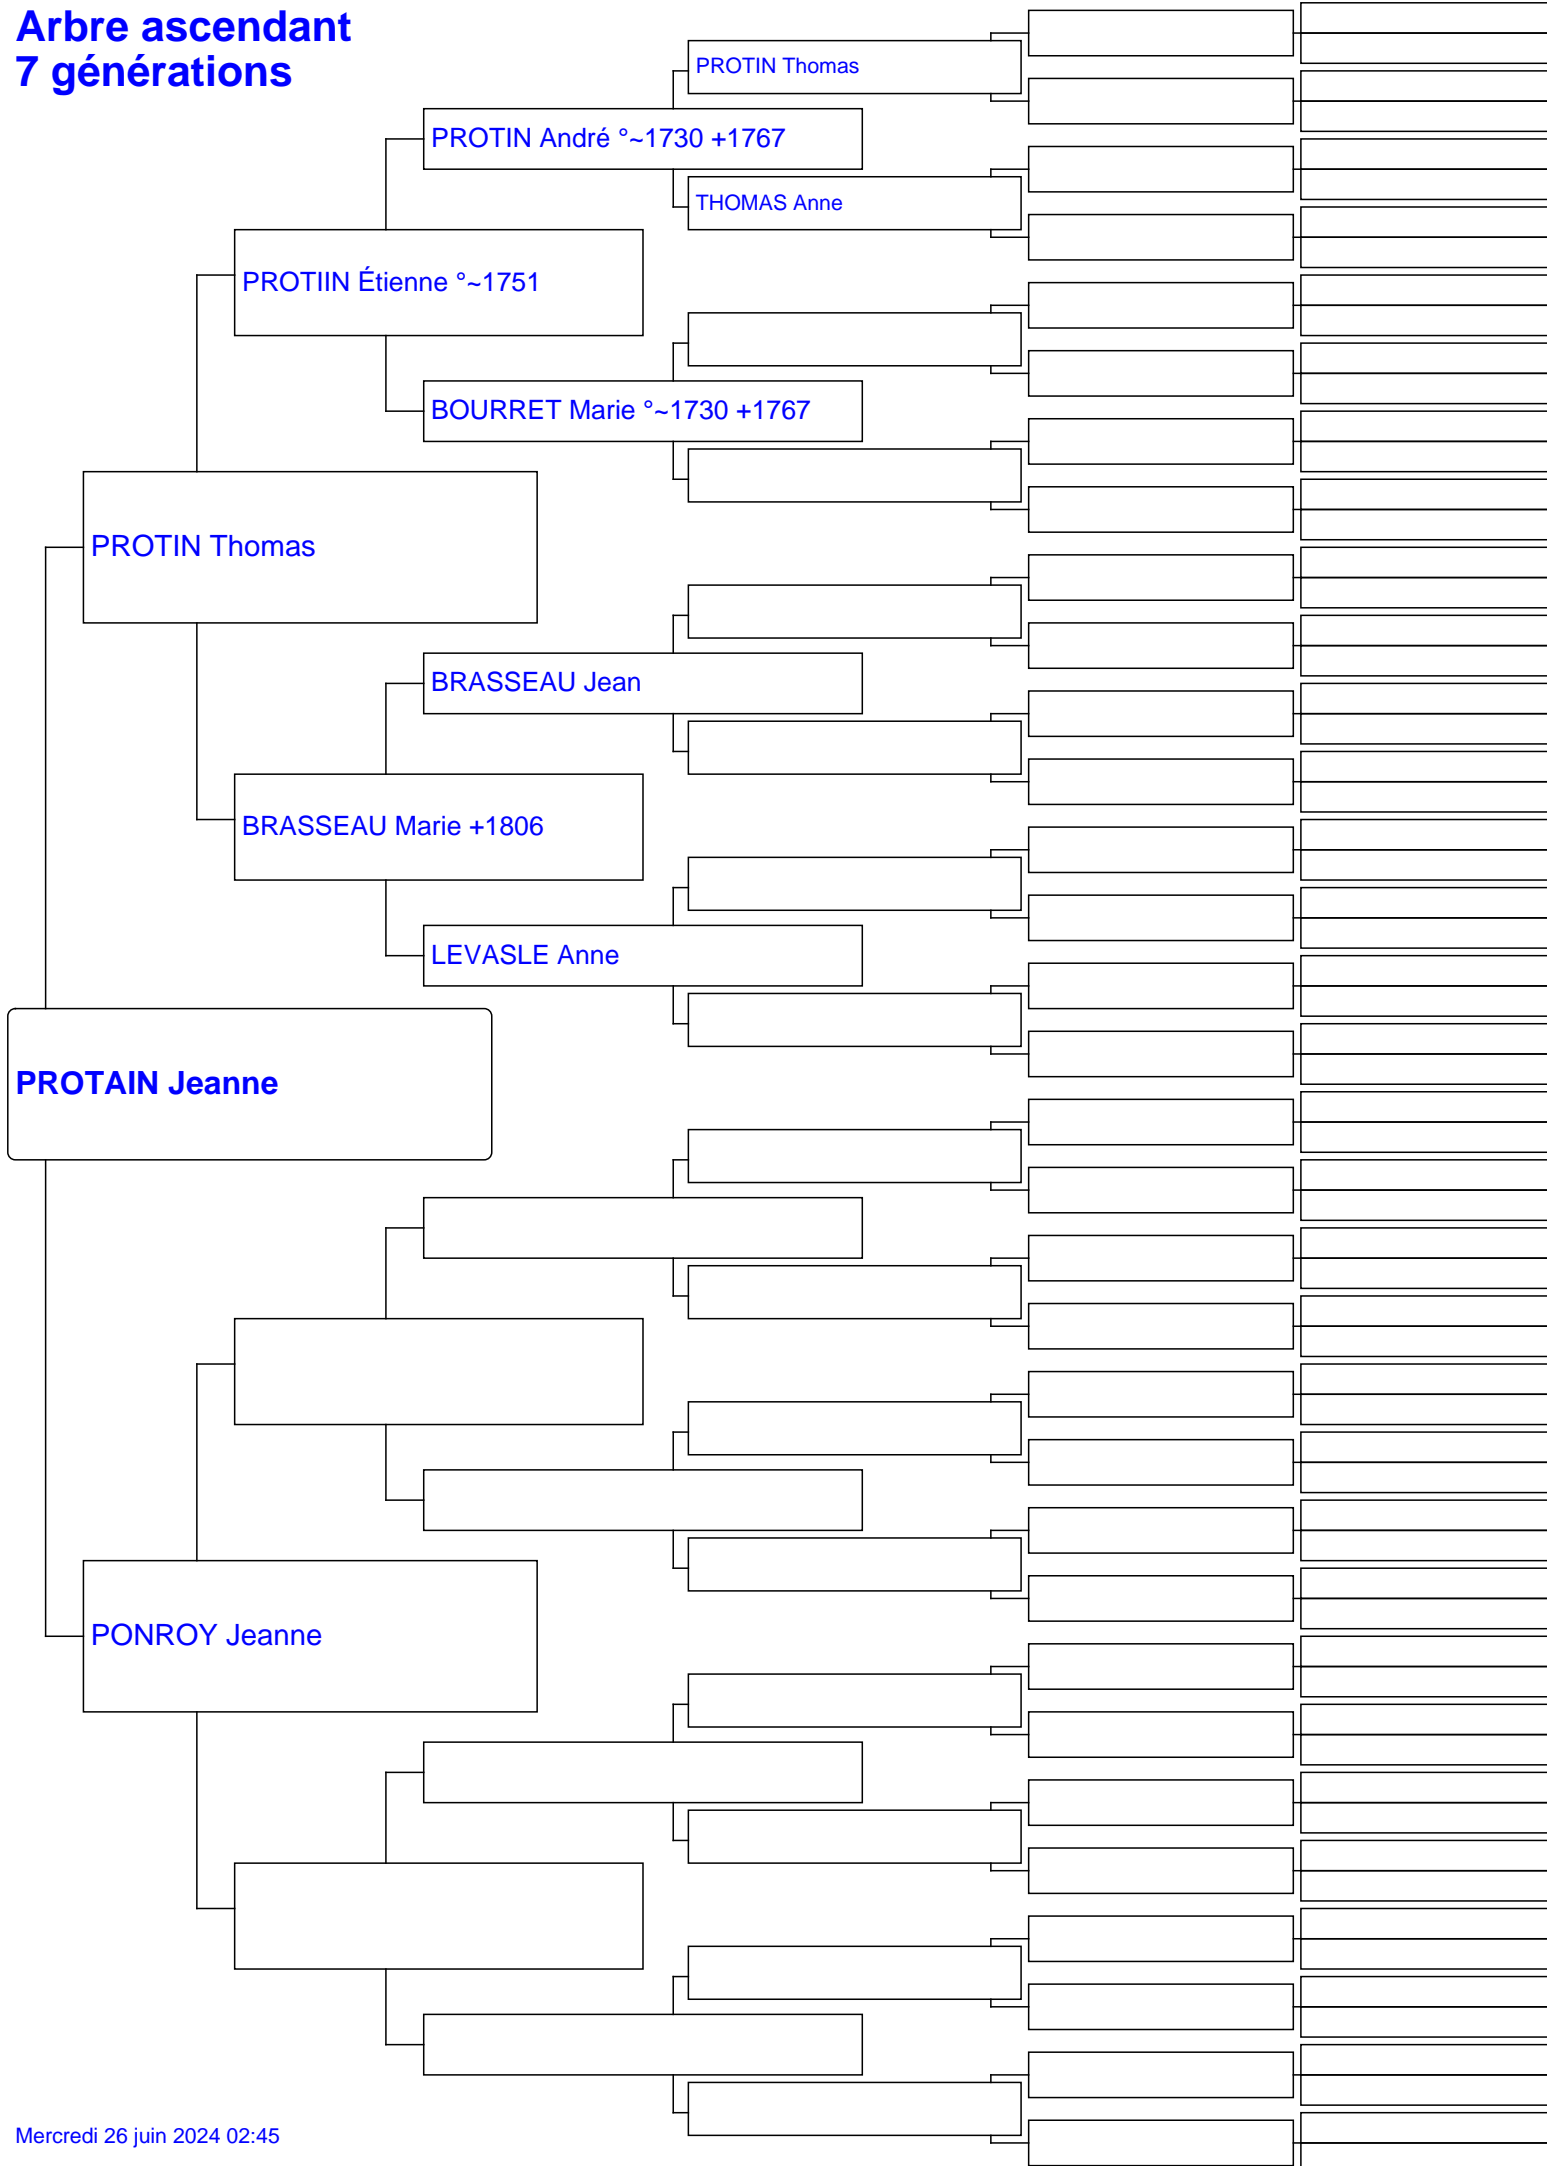 Arbre ascendant
7 générations
PROTIN Thomas
PROTIN André °~1730 +1767
THOMAS Anne
PROTIIN Étienne °~1751
BOURRET Marie °~1730 +1767
PROTIN Thomas
BRASSEAU Jean
BRASSEAU Marie +1806
LEVASLE Anne
PROTAIN Jeanne
PONROY Jeanne
Mercredi 26 juin 2024 02:45